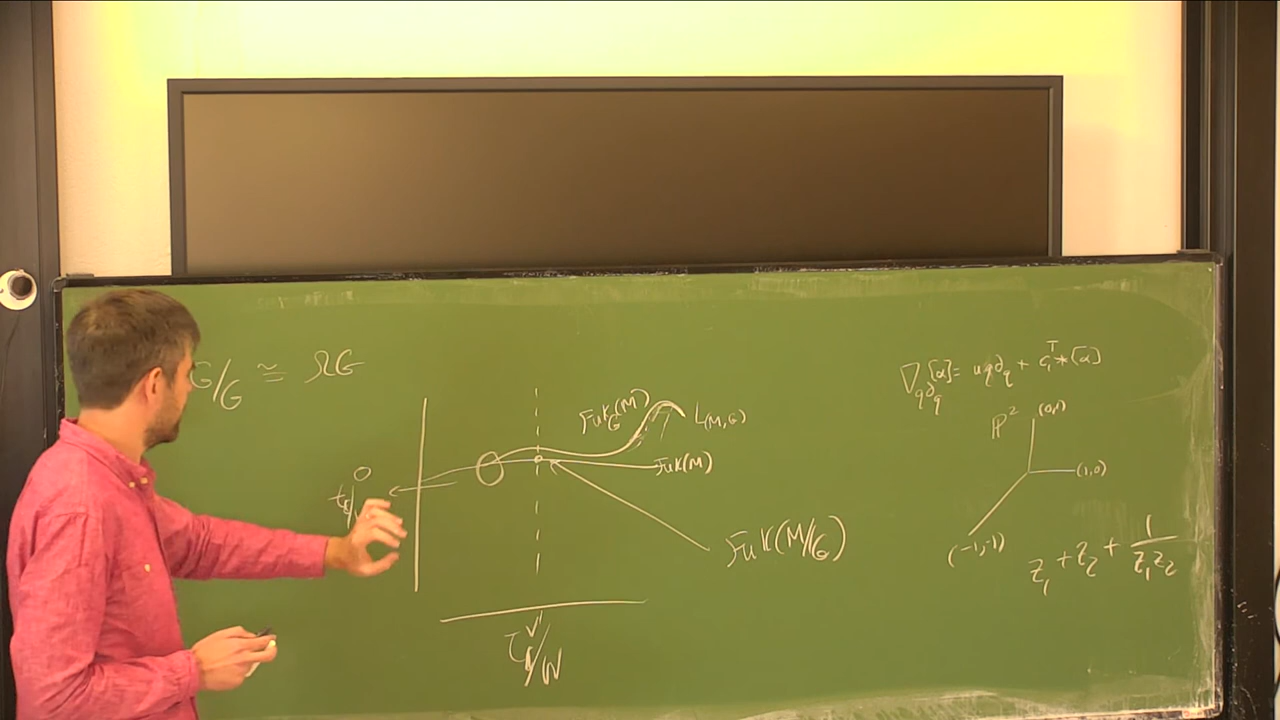 G/G ≅ ΩG
Fuk_G(M)
L(M,G)
Fuk(M)
0
Fuk(M//G)
T^∨/W
∇_{q∂_q}[α] = uq∂_q + c_1^T * [α]
P^2
(0,1)
(1,0)
(-1,-1)
z_1 + z_2 + 1/(z_1 z_2)